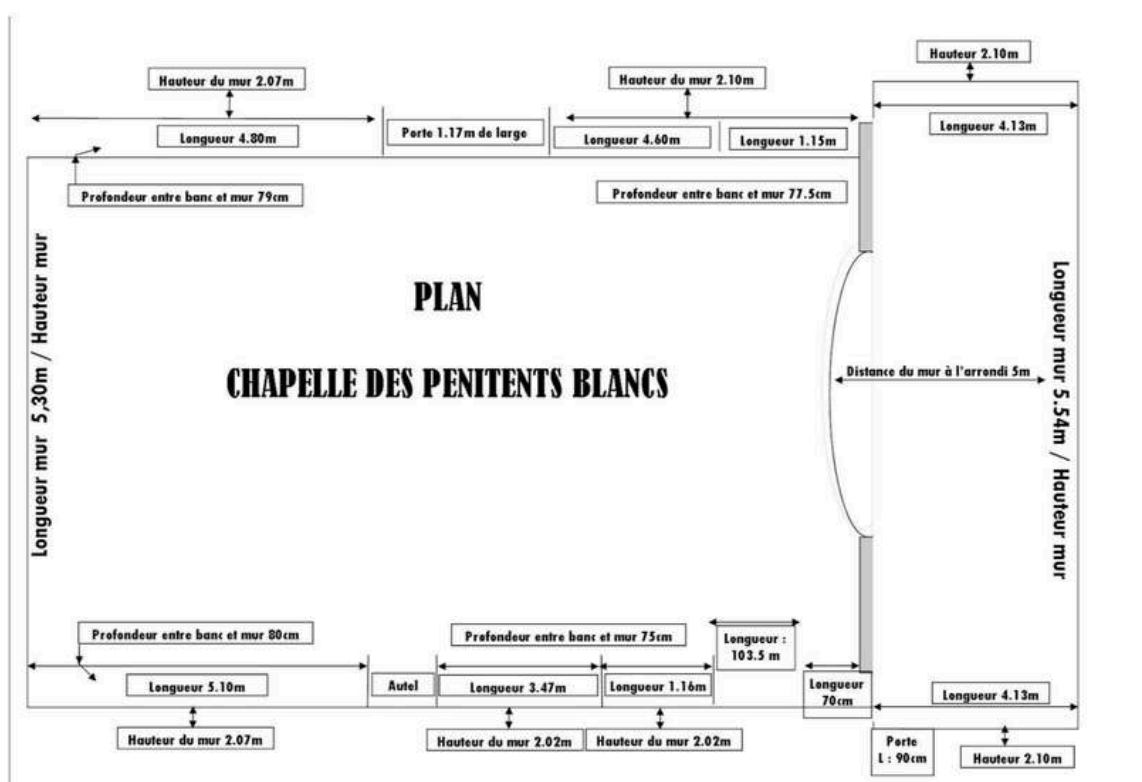 Hauteur 2.10m
Hauteur du mur 2.07m
Hauteur du mur 2.10m
Longueur 4.80m
Porte 1.17m de large
Longueur 4.60m
Longueur 1.15m
Longueur 4.13m
Profondeur entre banc et mur 79cm
Profondeur entre banc et mur 77.5cm
Longueur mur 5,30m / Hauteur mur
PLAN
CHAPELLE DES PENITENTS BLANCS
Distance du mur à l'arrondi 5m
Longueur mur 5.54m / Hauteur mur
Profondeur entre banc et mur 80cm
Profondeur entre banc et mur 75cm
Longueur :
103.5 m
Longueur 5.10m
Autel
Longueur 3.47m
Longueur 1.16m
Longueur
70cm
Longueur 4.13m
Hauteur du mur 2.07m
Hauteur du mur 2.02m
Hauteur du mur 2.02m
Porte
L : 90cm
Hauteur 2.10m